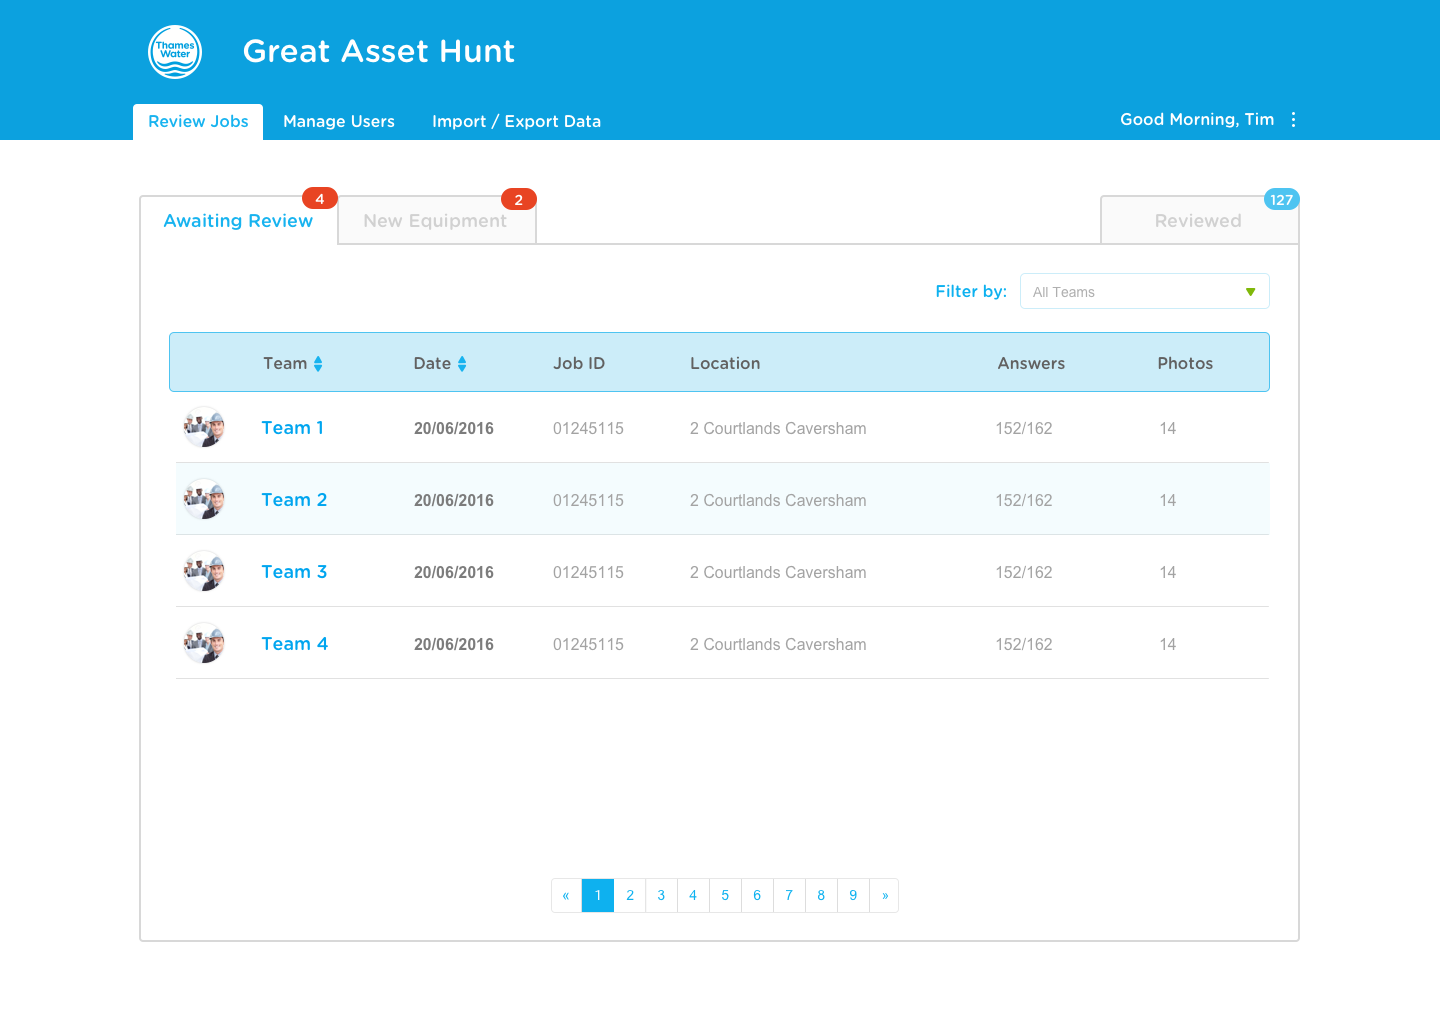 Thames
Water
Great Asset Hunt
Review Jobs Manage Users Import / Export Data Good Morning, Tim
4 2 127
Awaiting Review New Equipment Reviewed
Filter by: All Teams
Team Date Job ID Location Answers Photos
Team 1 20/06/2016 01245115 2 Courtlands Caversham 152/162 14
Team 2 20/06/2016 01245115 2 Courtlands Caversham 152/162 14
Team 3 20/06/2016 01245115 2 Courtlands Caversham 152/162 14
Team 4 20/06/2016 01245115 2 Courtlands Caversham 152/162 14
« 1 2 3 4 5 6 7 8 9 »